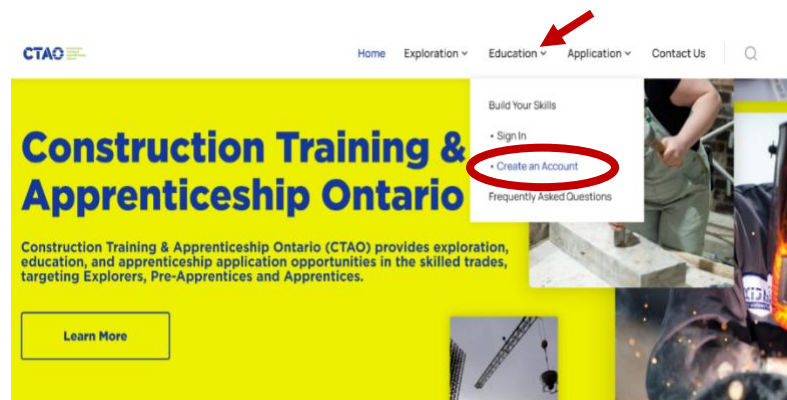 CTAO
Home Exploration Education Application Contact Us
Build Your Skills
• Sign In
• Create an Account
Frequently Asked Questions
Construction Training &
Apprenticeship Ontario
Construction Training & Apprenticeship Ontario (CTAO) provides exploration,
education, and apprenticeship application opportunities in the skilled trades,
targeting Explorers, Pre-Apprentices and Apprentices.
Learn More